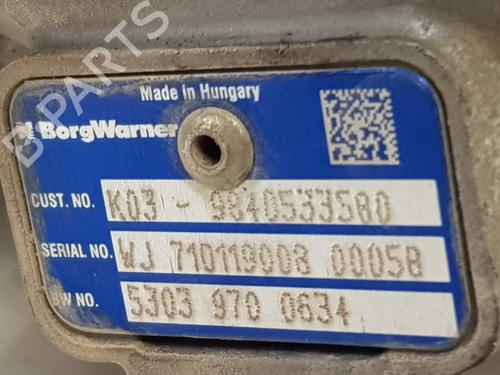 Made in Hungary
BorgWarner
CUST. NO. K03 - 9840533580
SERIAL NO. WJ 710119008 00058
BW NO. 5303 970 0634
B PARTS